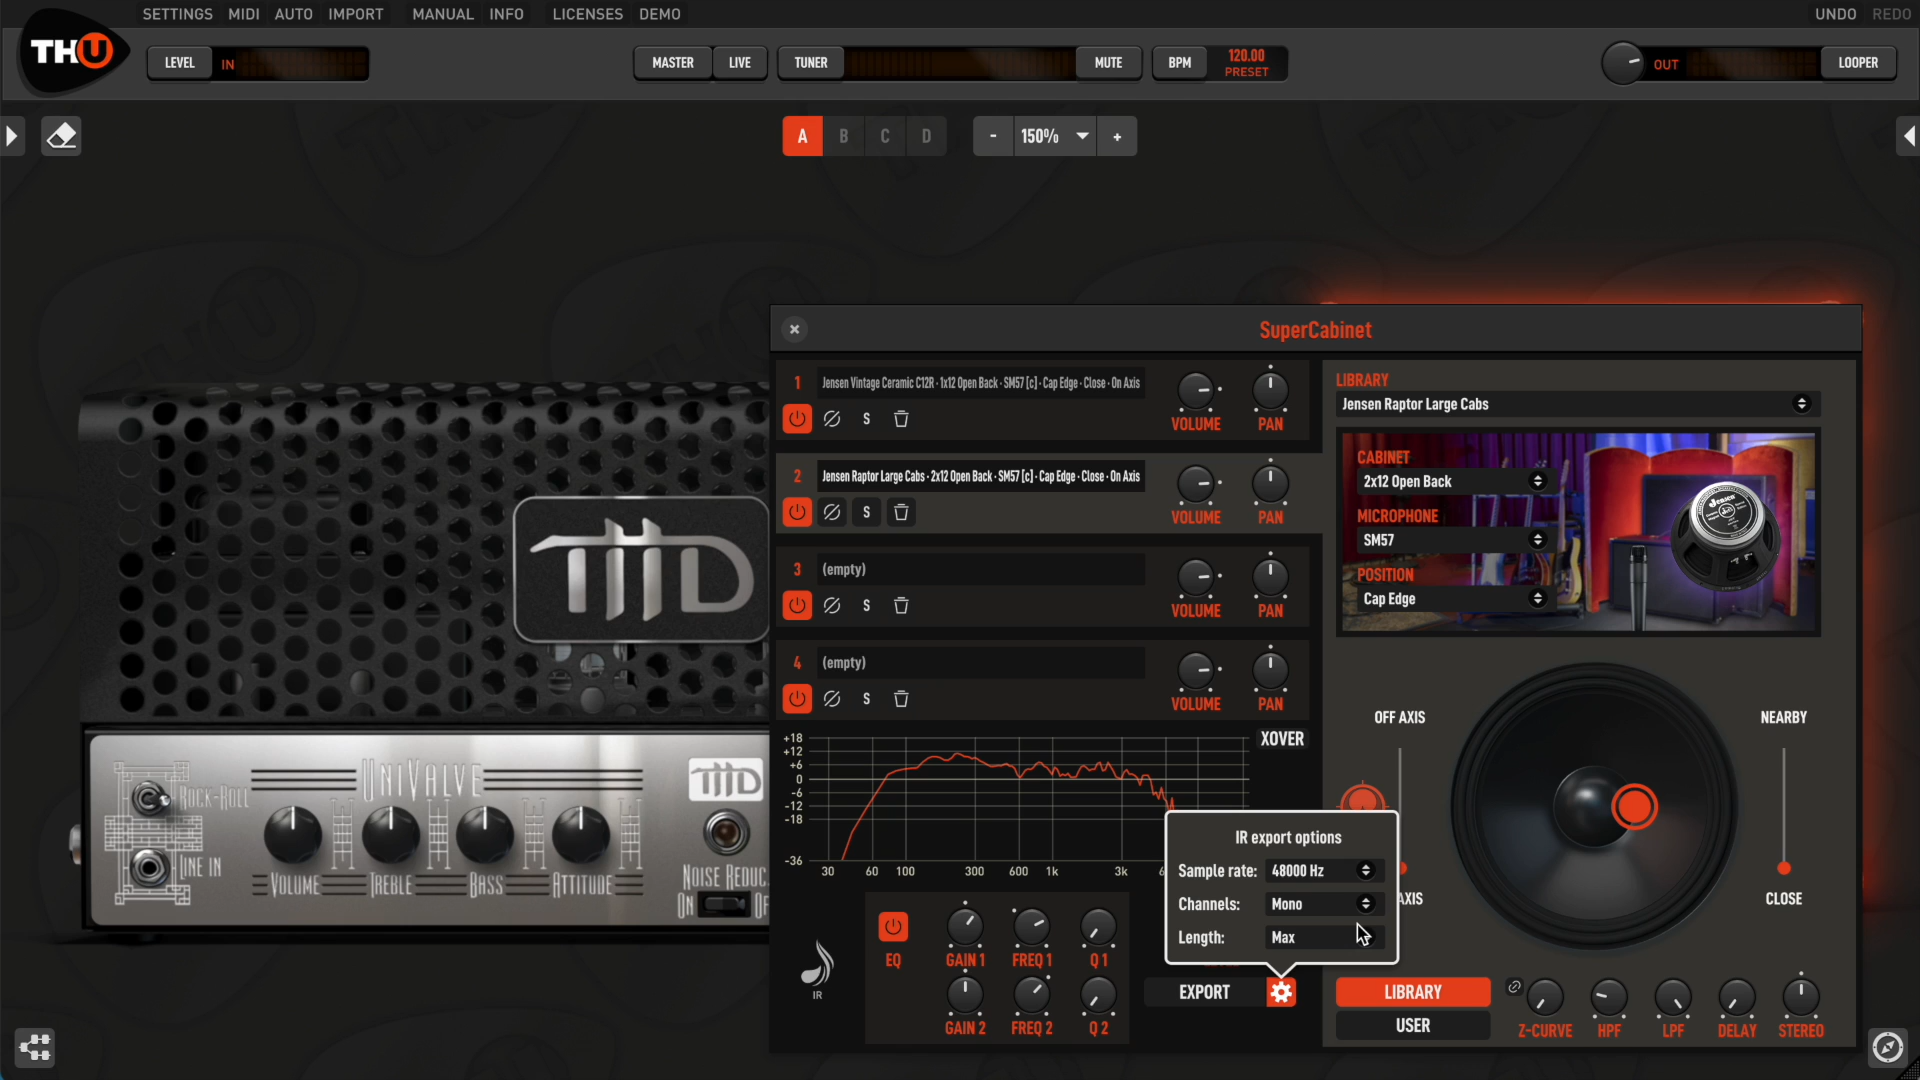 SETTINGS MIDI AUTO IMPORT MANUAL INFO LICENSES DEMO UNDO REDO
THU
LEVEL IN MASTER LIVE TUNER MUTE BPM 120.00 PRESET OUT LOOPER
A B C D - 150% +
SuperCabinet
1 Jensen Vintage Ceramic C12R · 1x12 Open Back · SM57 [c] · Cap Edge · Close · On Axis
S VOLUME PAN
2 Jensen Raptor Large Cabs · 2x12 Open Back · SM57 [c] · Cap Edge · Close · On Axis
S VOLUME PAN
3 (empty)
S VOLUME PAN
4 (empty)
S VOLUME PAN
LIBRARY
Jensen Raptor Large Cabs
CABINET
2x12 Open Back
MICROPHONE
SM57
POSITION
Cap Edge
JENSEN
OFF AXIS NEARBY
AXIS CLOSE
XOVER
+18
+12
+6
0
-6
-12
-18
-36
30 60 100 300 600 1k 3k 6
IR export options
Sample rate: 48000 Hz
Channels: Mono
Length: Max
IR
EQ GAIN 1 FREQ 1 Q 1
GAIN 2 FREQ 2 Q 2
EXPORT
LIBRARY
USER
Z-CURVE HPF LPF DELAY STEREO
THD
UNIVALVE
THD
ROCK-ROLL
LINE IN
VOLUME TREBLE BASS ATTITUDE
NOISE REDUC
ON OF